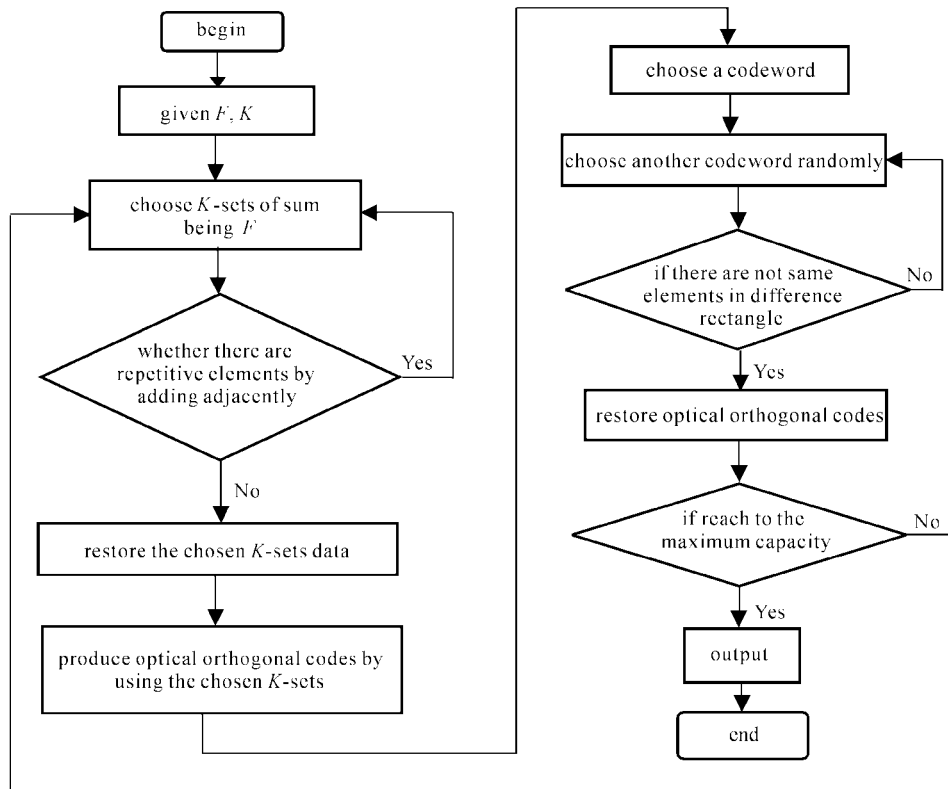 begin
given F, K
choose K-sets of sum
being F
whether there are
repetitive elements by
adding adjacently
Yes
No
restore the chosen K-sets data
produce optical orthogonal codes by
using the chosen K-sets
choose a codeword
choose another codeword randomly
if there are not same
elements in difference
rectangle
No
Yes
restore optical orthogonal codes
if reach to the
maximum capacity
No
Yes
output
end